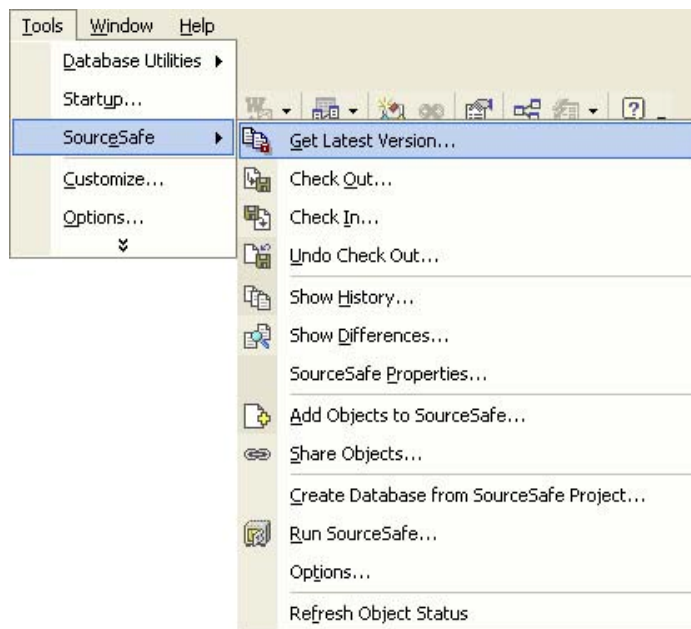 Tools Window Help
Database Utilities
Startup...
SourceSafe
Customize...
Options...
Get Latest Version...
Check Out...
Check In...
Undo Check Out...
Show History...
Show Differences...
SourceSafe Properties...
Add Objects to SourceSafe...
Share Objects...
Create Database from SourceSafe Project...
Run SourceSafe...
Options...
Refresh Object Status